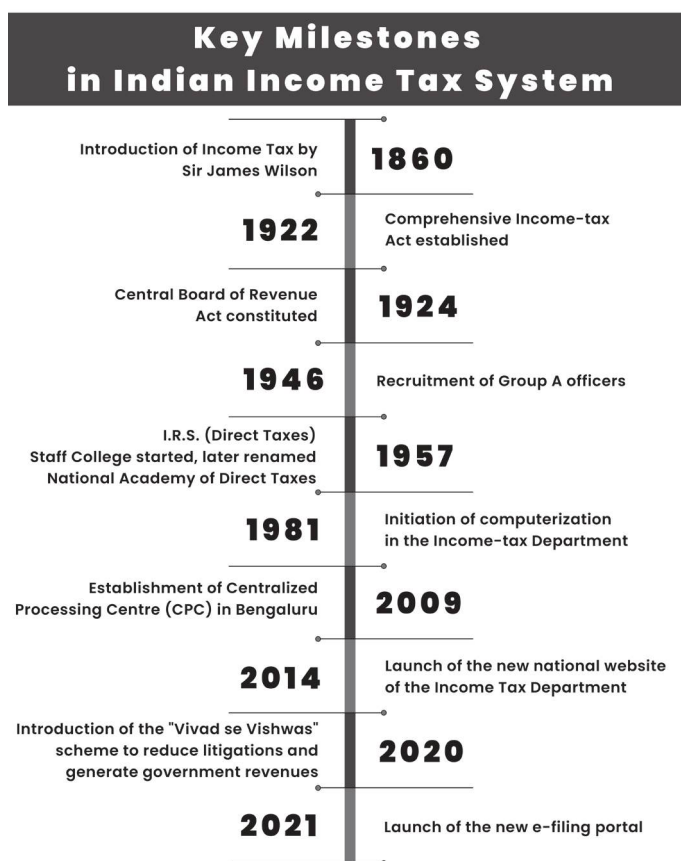 Key Milestones
in Indian Income Tax System
Introduction of Income Tax by
Sir James Wilson
1860
1922
Comprehensive Income-tax
Act established
Central Board of Revenue
Act constituted
1924
1946
Recruitment of Group A officers
I.R.S. (Direct Taxes)
Staff College started, later renamed
National Academy of Direct Taxes
1957
1981
Initiation of computerization
in the Income-tax Department
Establishment of Centralized
Processing Centre (CPC) in Bengaluru
2009
2014
Launch of the new national website
of the Income Tax Department
Introduction of the "Vivad se Vishwas"
scheme to reduce litigations and
generate government revenues
2020
2021
Launch of the new e-filing portal